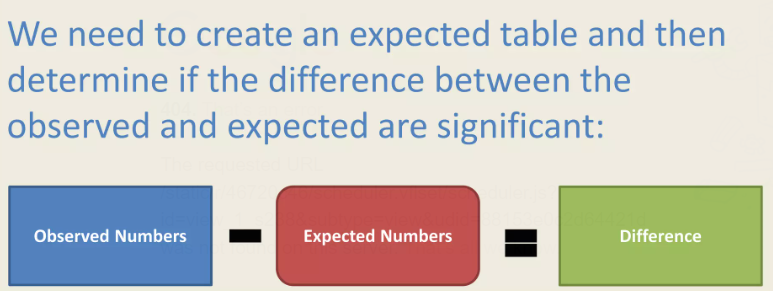 We need to create an expected table and then
determine if the difference between the
observed and expected are significant:
Observed Numbers - Expected Numbers = Difference